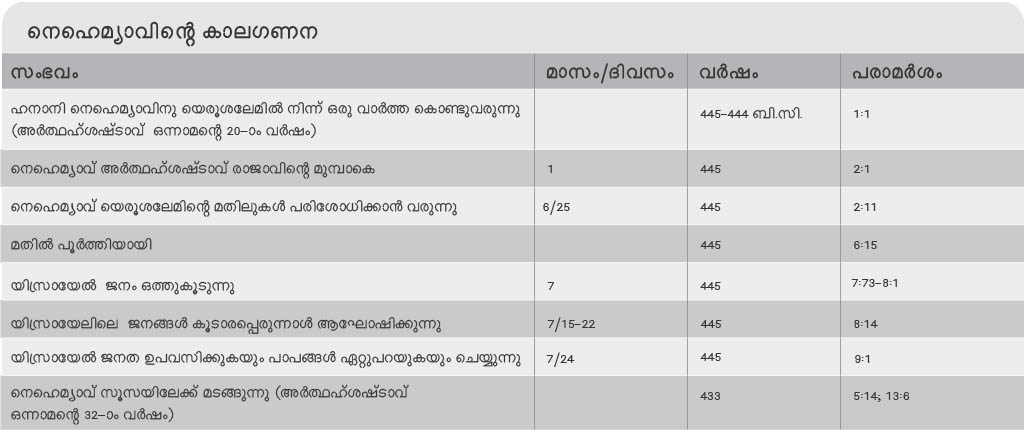 നെഹെമ്യാവിന്റെ കാലഗണന
സംഭവം മാസം/ദിവസം വർഷം പരാമർശം
ഹനാനി നെഹെമ്യാവിനു യെരൂശലേമിൽ നിന്ന് ഒരു വാർത്ത കൊണ്ടുവരുന്നു 445-444 ബി.സി. 1:1
(അർത്ഥഹ്ശഷ്ടാവ് ഒന്നാമന്റെ 20-ാം വർഷം)
നെഹെമ്യാവ് അർത്ഥഹ്ശഷ്ടാവ് രാജാവിന്റെ മുമ്പാകെ 1 445 2:1
നെഹെമ്യാവ് യെരൂശലേമിന്റെ മതിലുകൾ പരിശോധിക്കാൻ വരുന്നു 6/25 445 2:11
മതിൽ പൂർത്തിയായി 445 6:15
യിസ്രായേൽ ജനം ഒത്തുകൂടുന്നു 7 445 7:73-8:1
യിസ്രായേലിലെ ജനങ്ങൾ കൂടാരപ്പെരുന്നാൾ ആഘോഷിക്കുന്നു 7/15-22 445 8:14
യിസ്രായേൽ ജനത ഉപവസിക്കുകയും പാപങ്ങൾ ഏറ്റുപറയുകയും ചെയ്യുന്നു 7/24 445 9:1
നെഹെമ്യാവ് സൂസയിലേക്ക് മടങ്ങുന്നു (അർത്ഥഹ്ശഷ്ടാവ് 433 5:14; 13:6
ഒന്നാമന്റെ 32-ാം വർഷം)